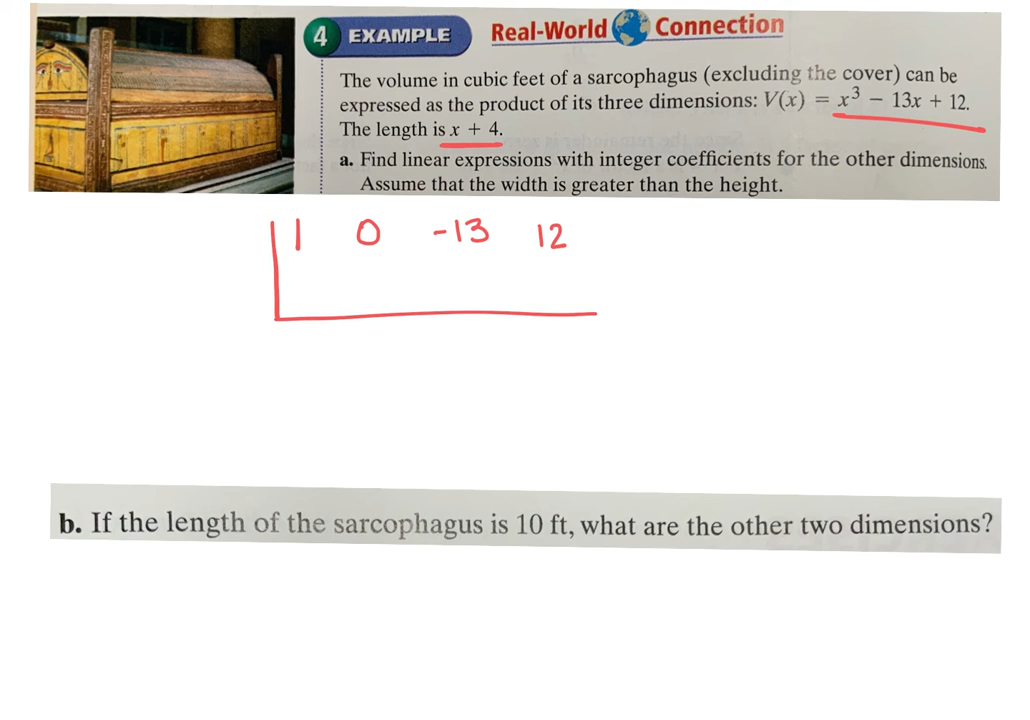 4 EXAMPLE Real-World Connection
The volume in cubic feet of a sarcophagus (excluding the cover) can be
expressed as the product of its three dimensions: V(x) = x³ − 13x + 12.
The length is x + 4.
a. Find linear expressions with integer coefficients for the other dimensions.
Assume that the width is greater than the height.
1 0 -13 12
b. If the length of the sarcophagus is 10 ft, what are the other two dimensions?